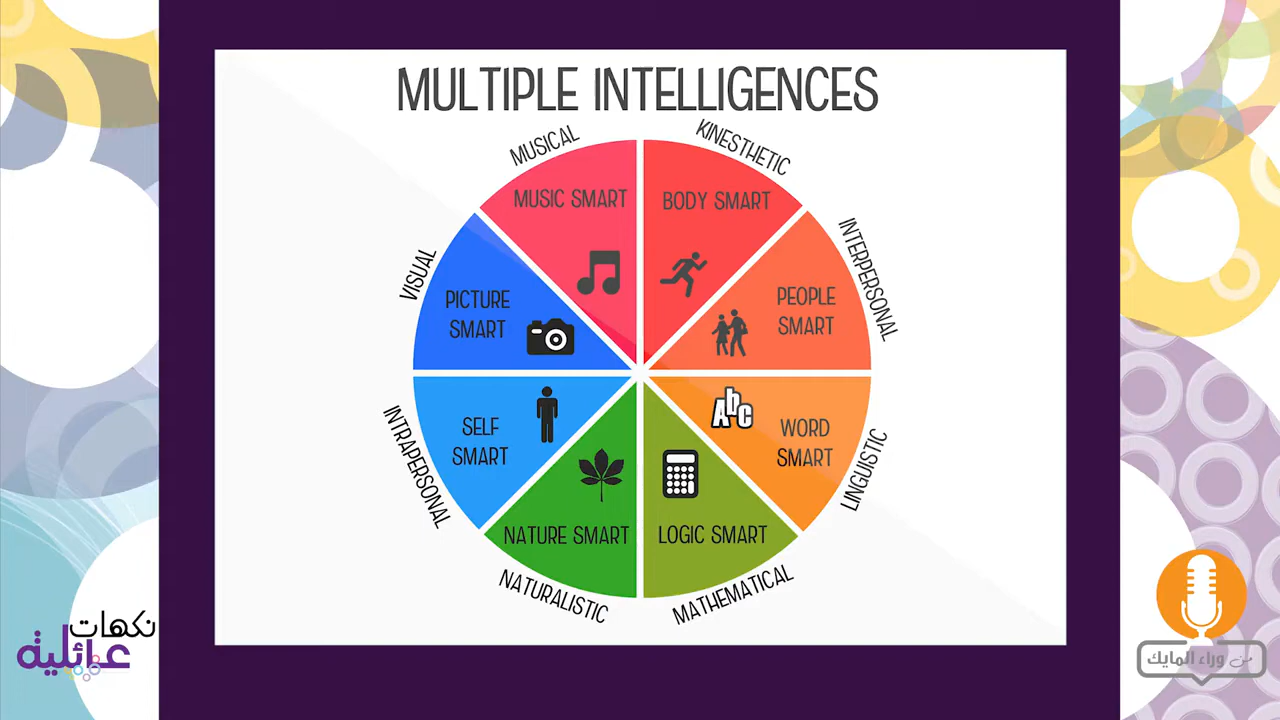 MULTIPLE INTELLIGENCES
MUSICAL
KINESTHETIC
MUSIC SMART
BODY SMART
VISUAL
INTERPERSONAL
PICTURE
SMART
PEOPLE
SMART
SELF
SMART
Abc
WORD
SMART
INTRAPERSONAL
LINGUISTIC
NATURE SMART
LOGIC SMART
NATURALISTIC
MATHEMATICAL
نكهات
عائلية
من وراء المايك